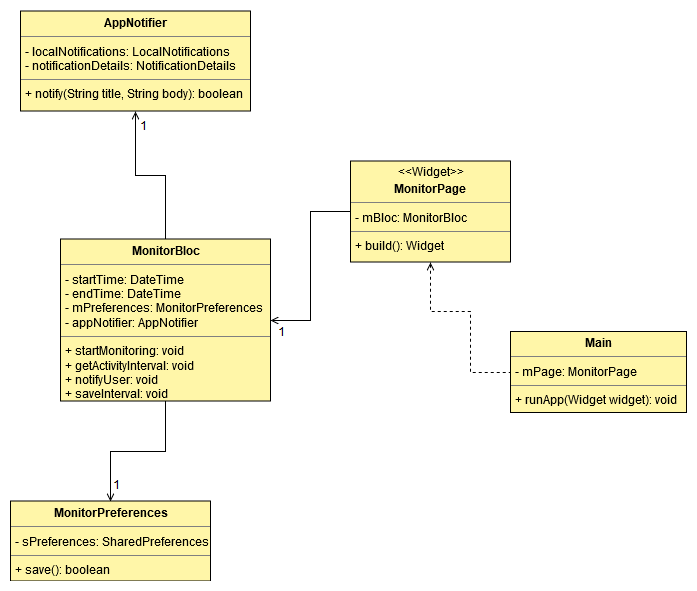 AppNotifier
- localNotifications: LocalNotifications
- notificationDetails: NotificationDetails
+ notify(String title, String body): boolean
1
<<Widget>>
MonitorPage
- mBloc: MonitorBloc
+ build(): Widget
MonitorBloc
- startTime: DateTime
- endTime: DateTime
- mPreferences: MonitorPreferences
- appNotifier: AppNotifier
+ startMonitoring: void
+ getActivityInterval: void
+ notifyUser: void
+ saveInterval: void
1
Main
- mPage: MonitorPage
+ runApp(Widget widget): void
1
MonitorPreferences
- sPreferences: SharedPreferences
+ save(): boolean